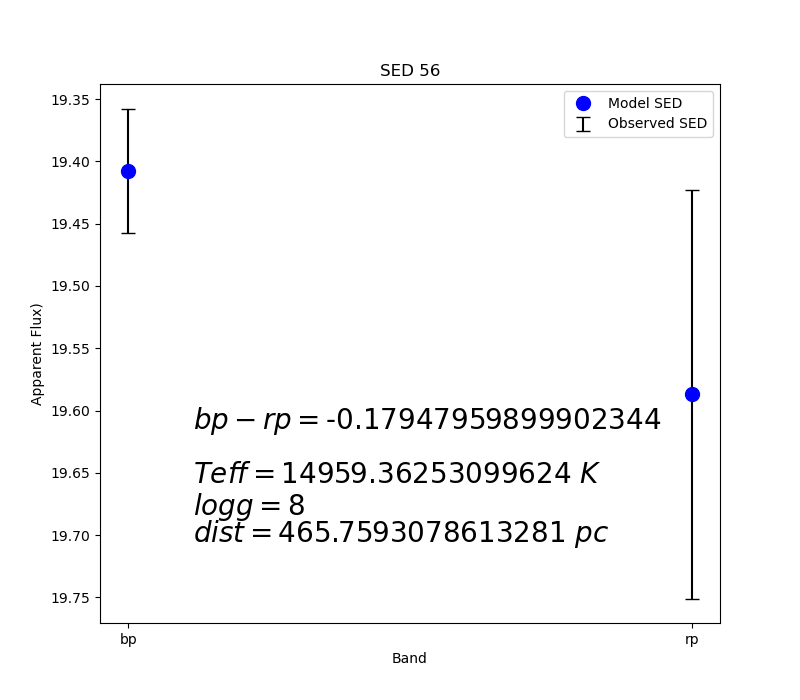 SED 56
Model SED
Observed SED
19.35
19.40
19.45
19.50
19.55
19.60
19.65
19.70
19.75
Apparent Flux)
bp − rp = -0.17947959899902344
Teff = 14959.36253099624 K
logg = 8
dist = 465.7593078613281 pc
bp
rp
Band